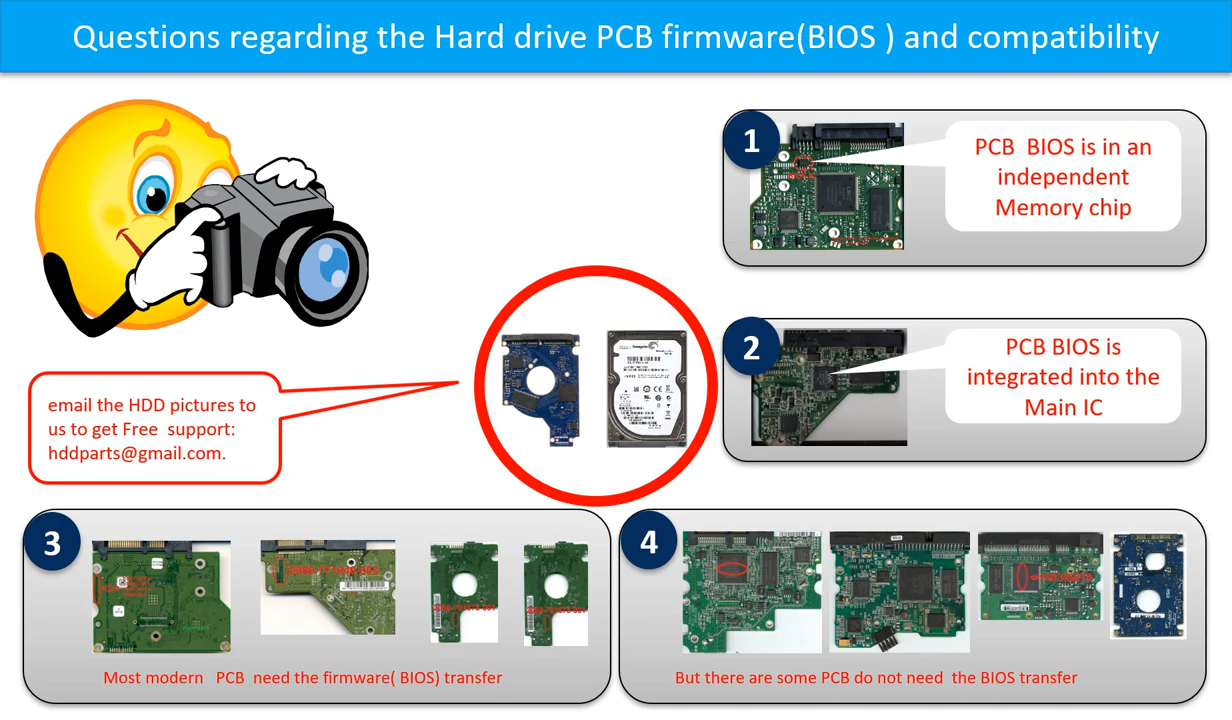 Questions regarding the Hard drive PCB firmware(BIOS ) and compatibility
1
PCB BIOS is in an
independent
Memory chip
2
PCB BIOS is
integrated into the
Main IC
email the HDD pictures to
us to get Free support:
hddparts@gmail.com.
Seagate
3
Most modern PCB need the firmware( BIOS) transfer
4
But there are some PCB do not need the BIOS transfer